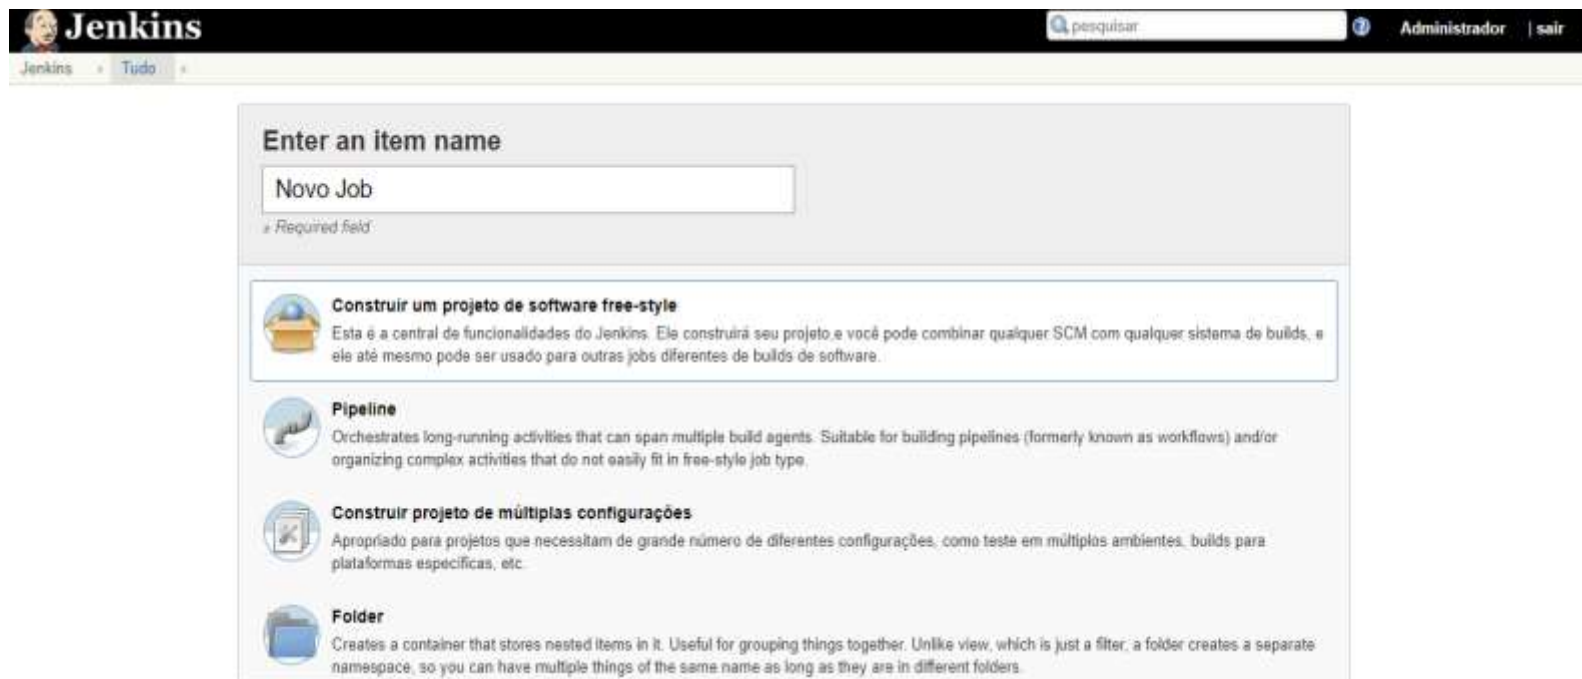 Jenkins
pesquisar
Administrador | sair
Jenkins Tudo
Enter an item name
Novo Job
» Required field
Construir um projeto de software free-style
Esta é a central de funcionalidades do Jenkins. Ele construirá seu projeto e você pode combinar qualquer SCM com qualquer sistema de builds, e
ele até mesmo pode ser usado para outras jobs diferentes de builds de software.
Pipeline
Orchestrates long-running activities that can span multiple build agents. Suitable for building pipelines (formerly known as workflows) and/or
organizing complex activities that do not easily fit in free-style job type.
Construir projeto de múltiplas configurações
Apropriado para projetos que necessitam de grande número de diferentes configurações, como teste em múltiplos ambientes, builds para
plataformas específicas, etc.
Folder
Creates a container that stores nested items in it. Useful for grouping things together. Unlike view, which is just a filter, a folder creates a separate
namespace, so you can have multiple things of the same name as long as they are in different folders.